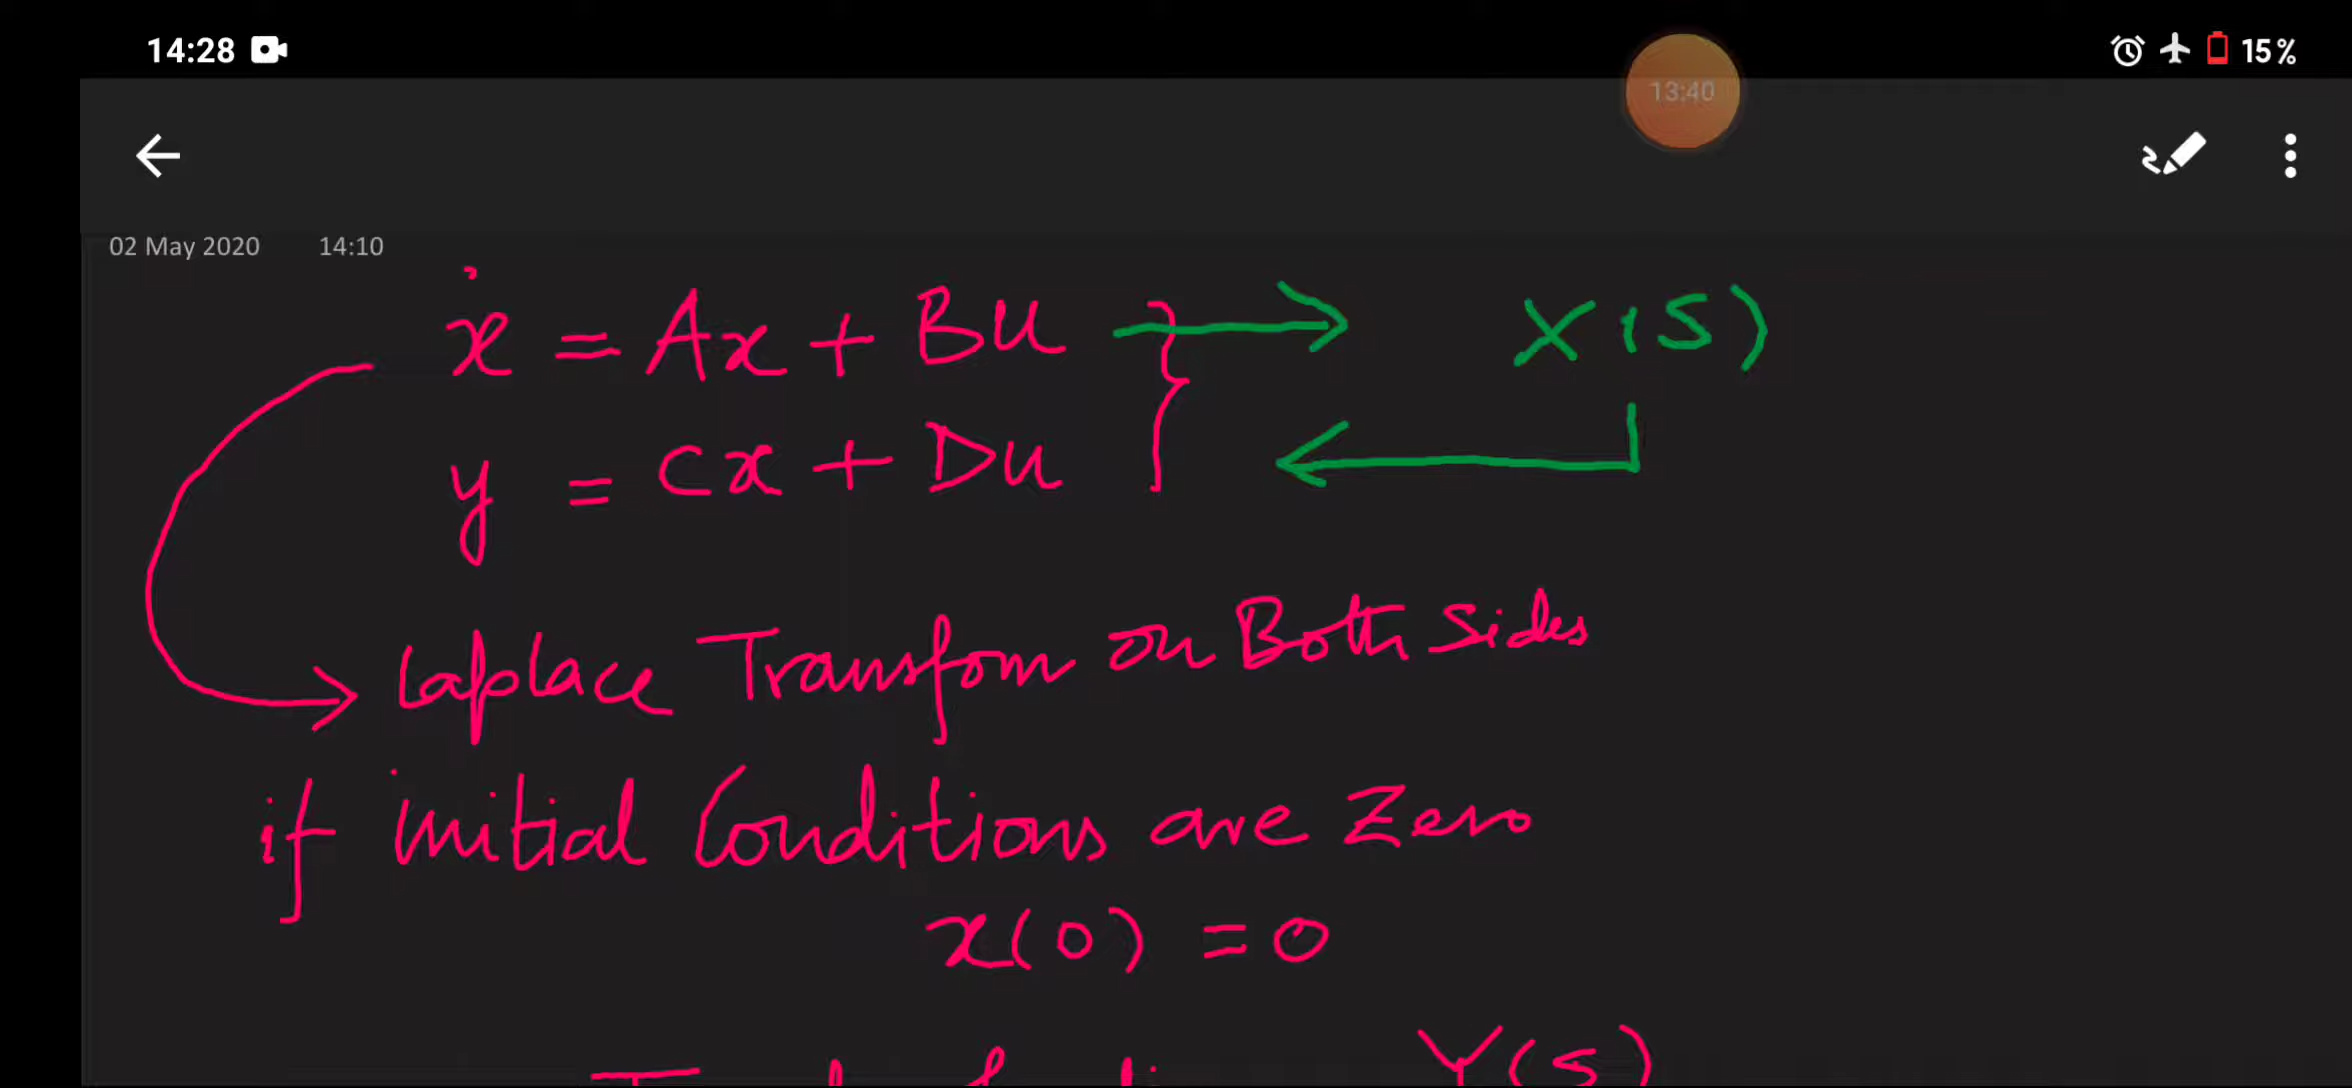 14:28
15%
13:40
02 May 2020 14:10
ẋ = Ax + Bu → X(s)
y = Cx + Du
Laplace Transfom on Both Sides
if initial Conditions are Zero
x(0) = 0
Y(s)